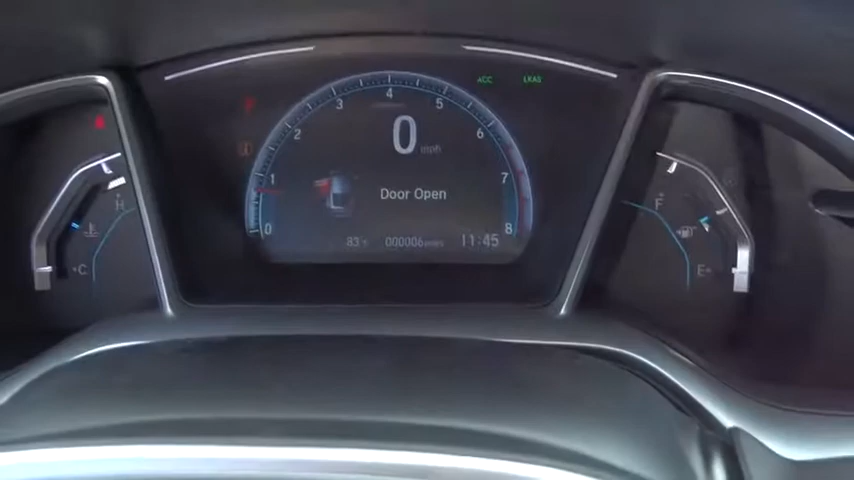 ACC LKAS
0 1 2 3 4 5 6 7 8
0 mph
Door Open
83°F 000006 miles 11:45
H
C
F
E